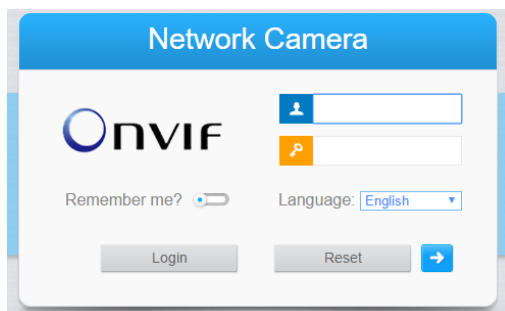 Network Camera
ONVIF
Remember me?
Language: English
Login
Reset